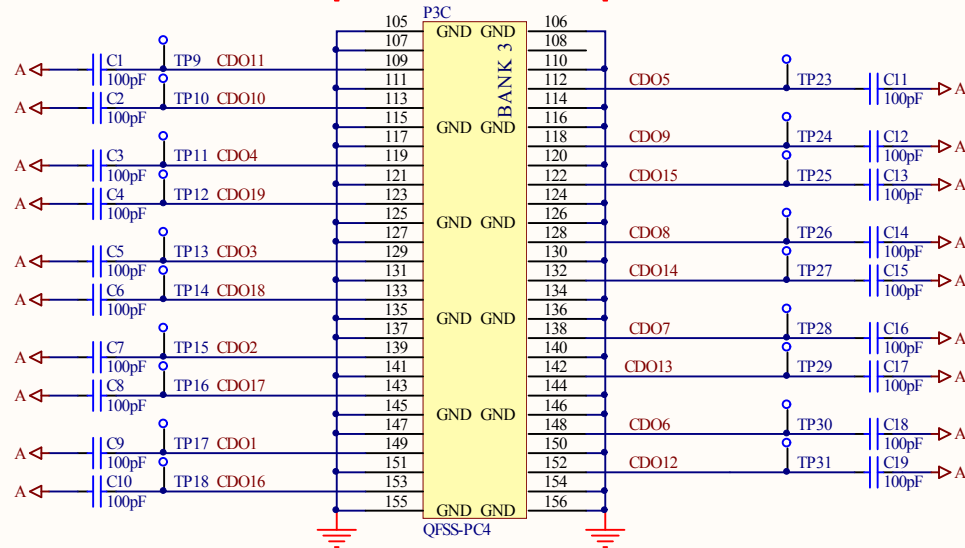 P3C
105 GND GND 106
107 108
A C1 TP9 CDO11 109 110
100pF
111 112 CDO5 TP23 C11 A
100pF
A C2 TP10 CDO10 113 114
100pF
115 GND GND 116
117 118 CDO9 TP24 C12 A
100pF
A C3 TP11 CDO4 119 120
100pF
121 122 CDO15 TP25 C13 A
100pF
A C4 TP12 CDO19 123 124
100pF
125 GND GND 126
127 128 CDO8 TP26 C14 A
100pF
A C5 TP13 CDO3 129 130
100pF
131 132 CDO14 TP27 C15 A
100pF
A C6 TP14 CDO18 133 134
100pF
135 GND GND 136
137 138 CDO7 TP28 C16 A
100pF
A C7 TP15 CDO2 139 140
100pF
141 142 CDO13 TP29 C17 A
100pF
A C8 TP16 CDO17 143 144
100pF
145 GND GND 146
147 148 CDO6 TP30 C18 A
100pF
A C9 TP17 CDO1 149 150
100pF
151 152 CDO12 TP31 C19 A
100pF
A C10 TP18 CDO16 153 154
100pF
155 GND GND 156
BANK 3
QFSS-PC4